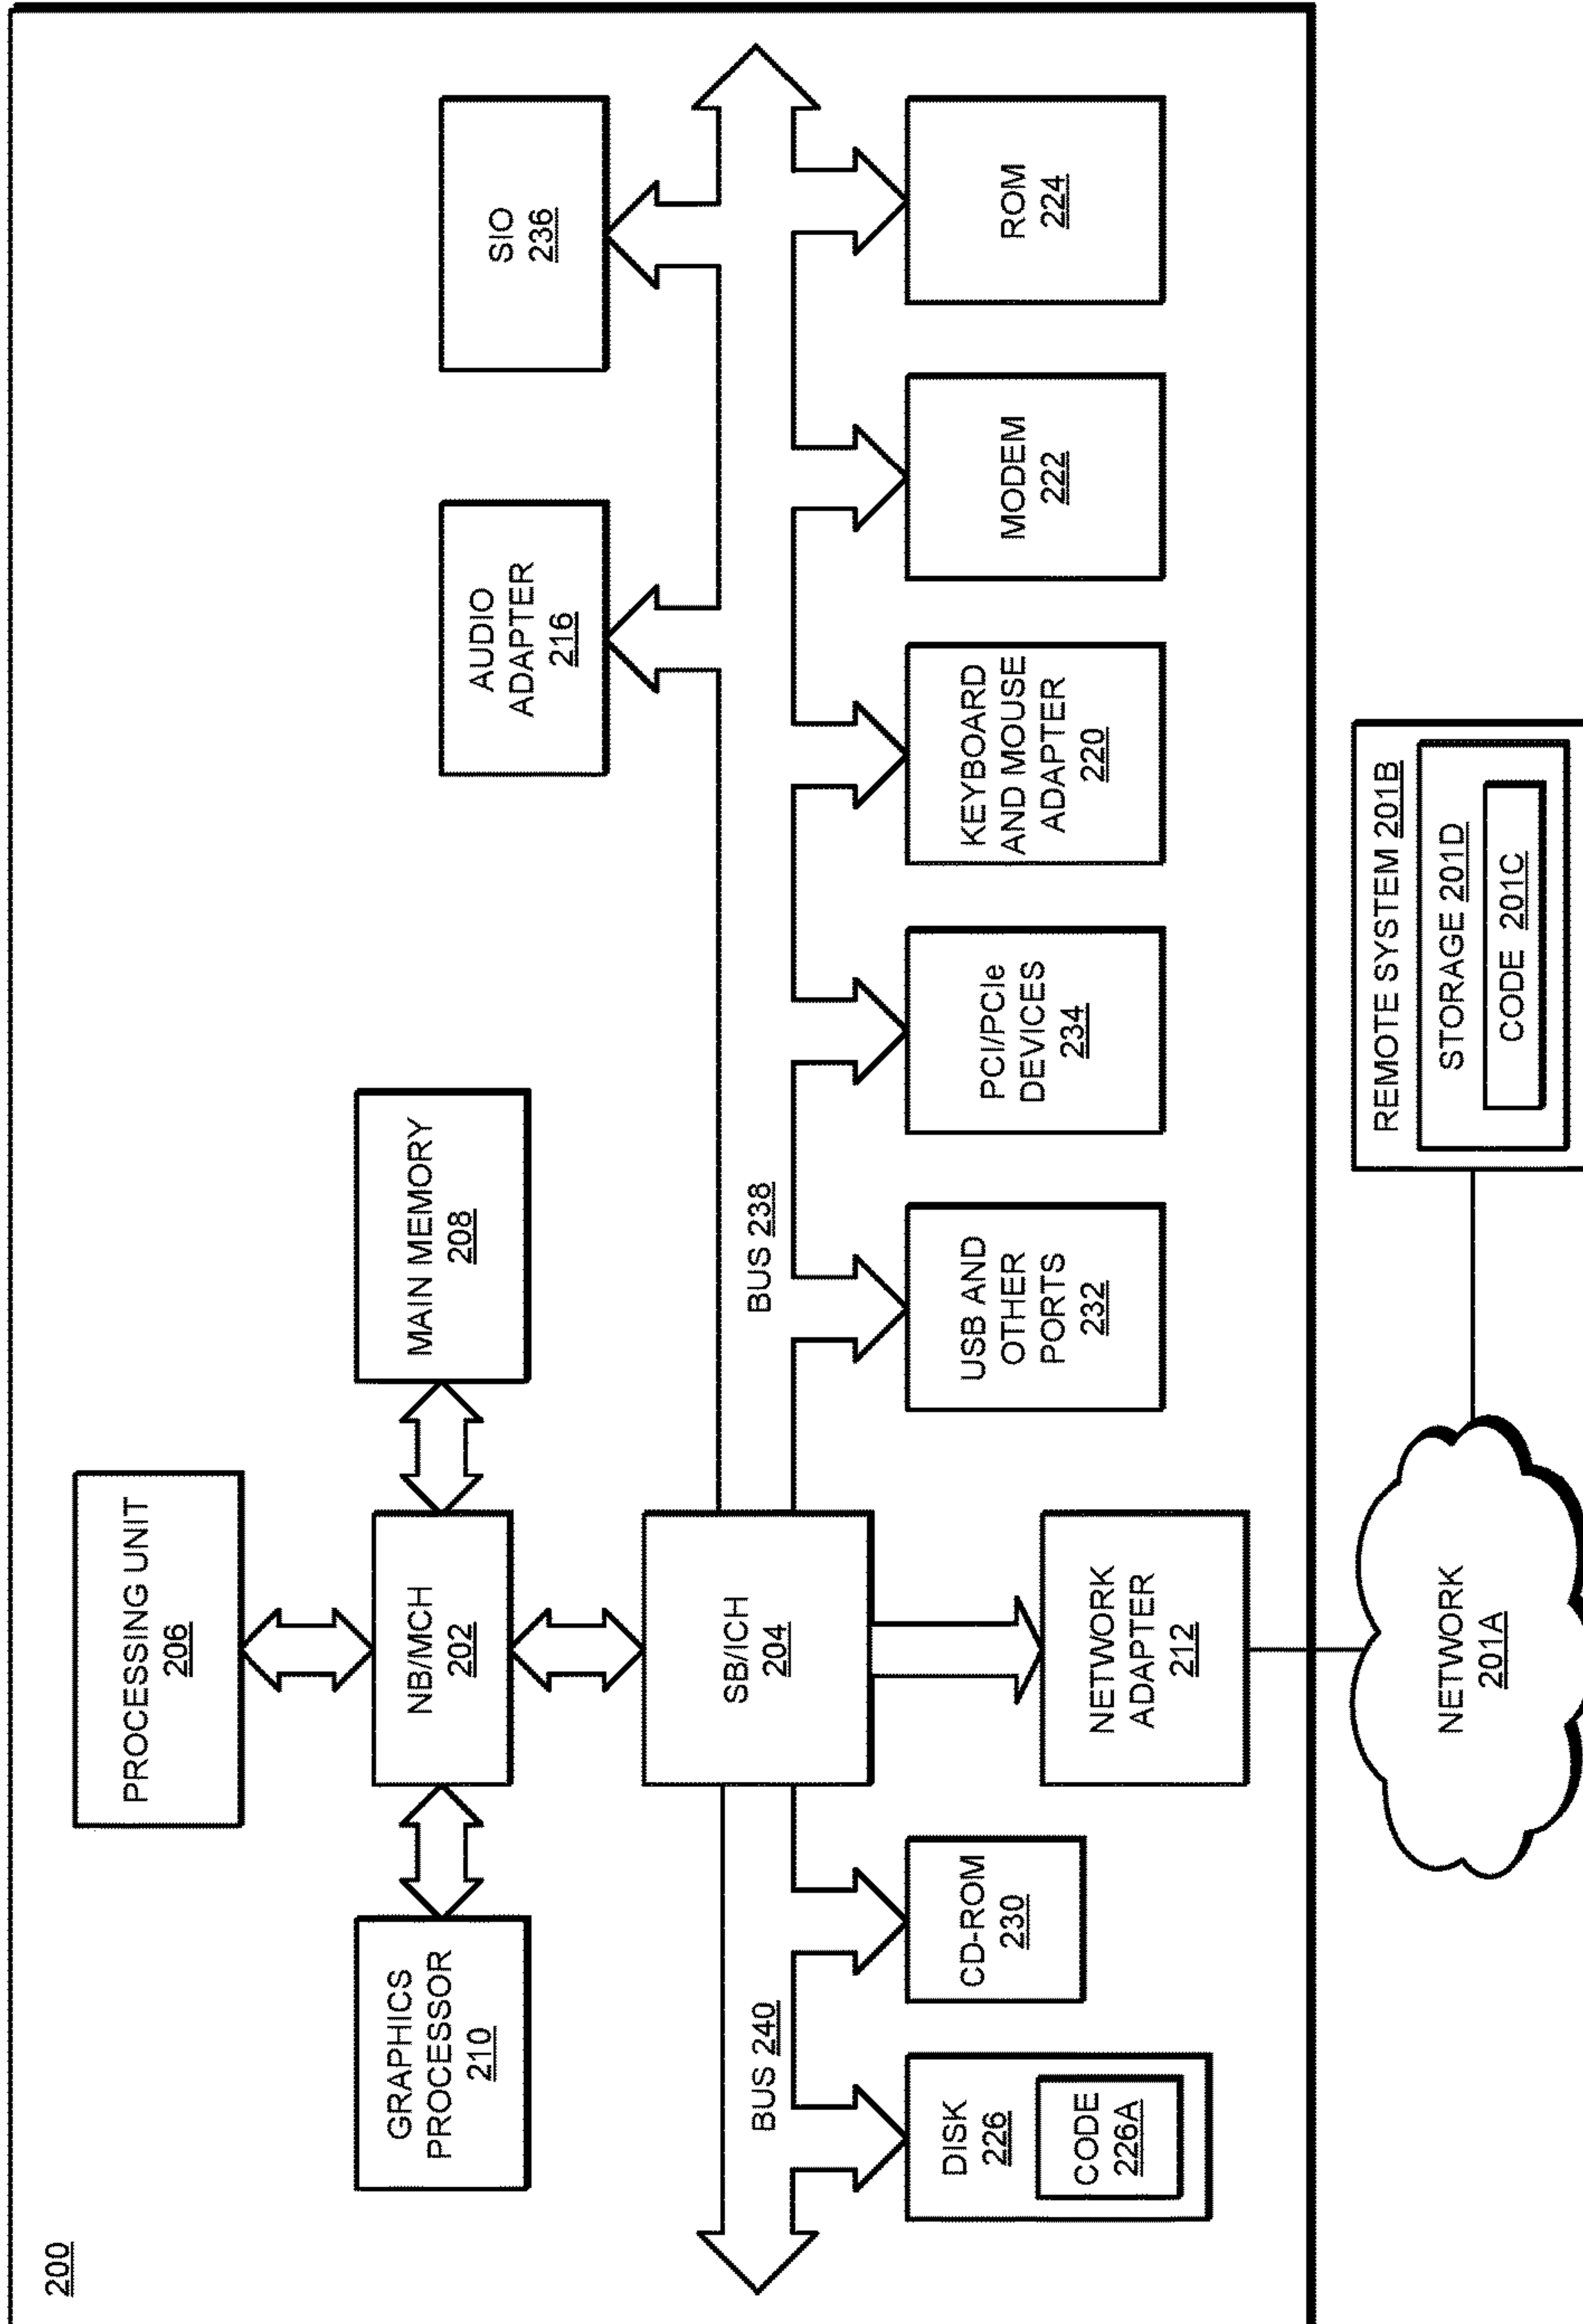 200
PROCESSING UNIT
206
GRAPHICS
PROCESSOR
210
NB/MCH
202
MAIN MEMORY
208
AUDIO
ADAPTER
216
SIO
236
SB/ICH
204
BUS 240
BUS 238
DISK
226
CODE
226A
CD-ROM
230
NETWORK
ADAPTER
212
USB AND
OTHER
PORTS
232
PCI/PCIe
DEVICES
234
KEYBOARD
AND MOUSE
ADAPTER
220
MODEM
222
ROM
224
NETWORK
201A
REMOTE SYSTEM 201B
STORAGE 201D
CODE 201C